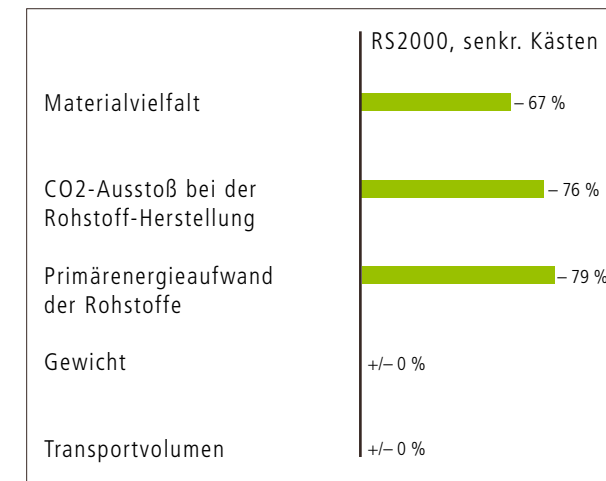 RS2000, senkr. Kästen
Materialvielfalt
– 67 %
CO2-Ausstoß bei der
Rohstoff-Herstellung
– 76 %
Primärenergieaufwand
der Rohstoffe
– 79 %
Gewicht
+/– 0 %
Transportvolumen
+/– 0 %